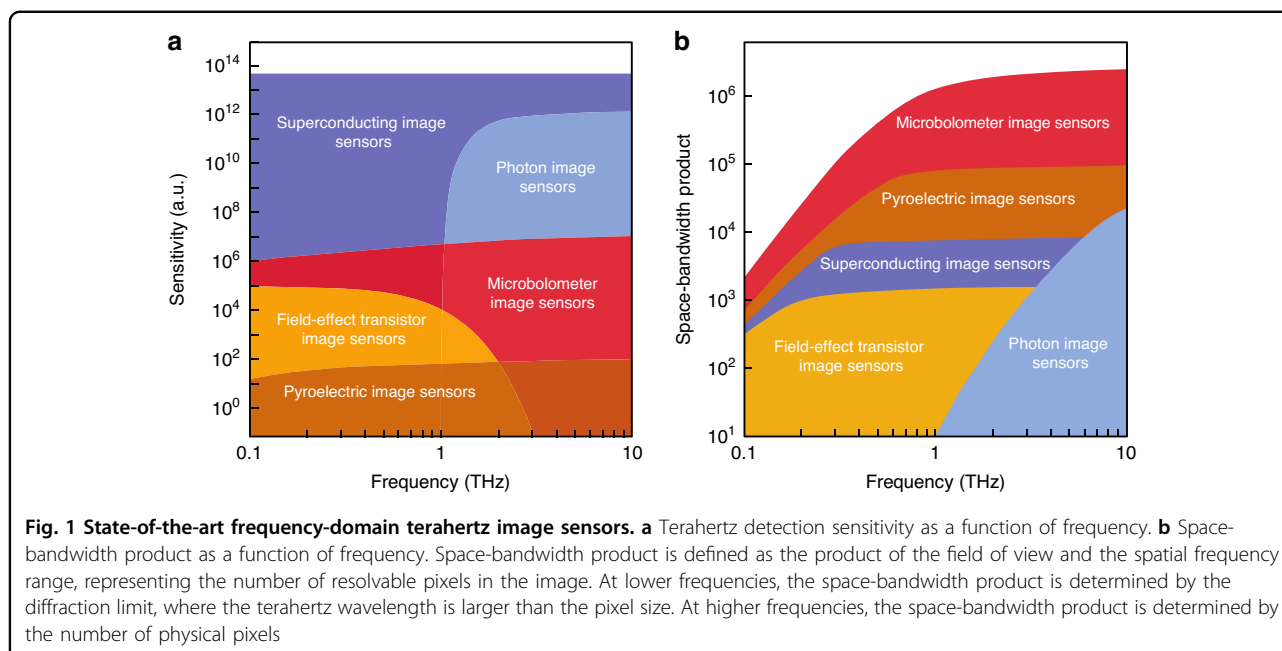 a
Sensitivity (a.u.)
10^14
10^12
10^10
10^8
10^6
10^4
10^2
10^0
Superconducting image
sensors
Photon image
sensors
Microbolometer
image sensors
Field-effect transistor
image sensors
Pyroelectric image sensors
0.1
1
10
Frequency (THz)
b
Space-bandwidth product
10^6
10^5
10^4
10^3
10^2
10^1
Microbolometer image sensors
Pyroelectric image sensors
Superconducting image sensors
Field-effect transistor
image sensors
Photon image
sensors
0.1
1
10
Frequency (THz)
Fig. 1 State-of-the-art frequency-domain terahertz image sensors. a Terahertz detection sensitivity as a function of frequency. b Space-
bandwidth product as a function of frequency. Space-bandwidth product is defined as the product of the field of view and the spatial frequency
range, representing the number of resolvable pixels in the image. At lower frequencies, the space-bandwidth product is determined by the
diffraction limit, where the terahertz wavelength is larger than the pixel size. At higher frequencies, the space-bandwidth product is determined by
the number of physical pixels